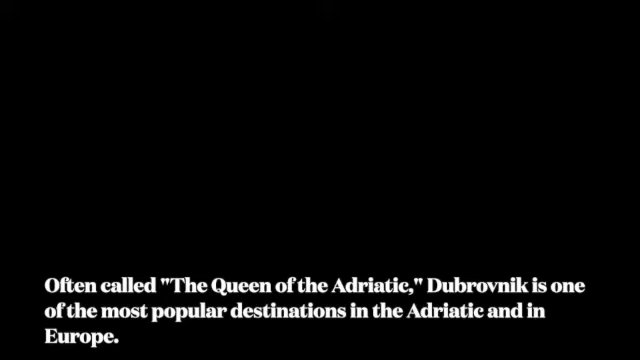 Often called "The Queen of the Adriatic," Dubrovnik is one
of the most popular destinations in the Adriatic and in
Europe.